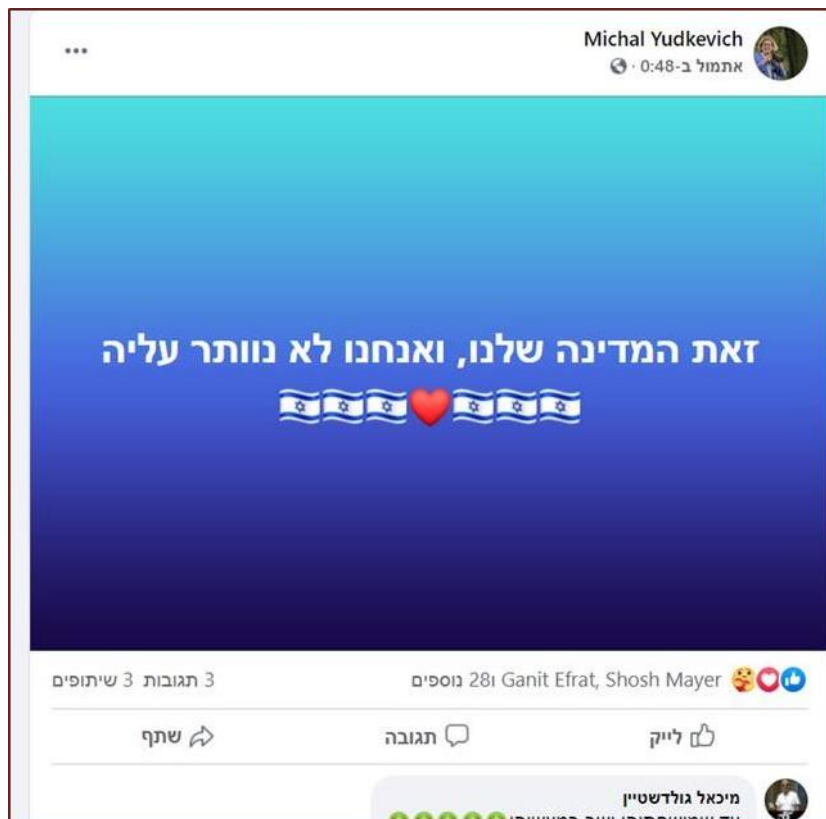 Michal Yudkevich
אתמול ב-0:48 ·
זאת המדינה שלנו, ואנחנו לא נוותר עליה
🇮🇱🇮🇱🇮🇱❤️🇮🇱🇮🇱🇮🇱
Ganit Efrat, Shosh Mayer ו28 נוספים
3 תגובות 3 שיתופים
לייק
תגובה
שתף
מיכאל גולדשטיין